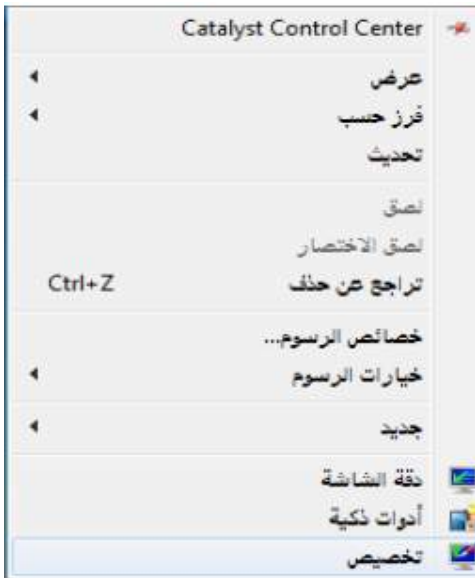 Catalyst Control Center
عرض
فرز حسب
تحديث
لصق
لصق الاختصار
تراجع عن حذف Ctrl+Z
خصائص الرسوم...
خيارات الرسوم
جديد
دقة الشاشة
أدوات ذكية
تخصيص